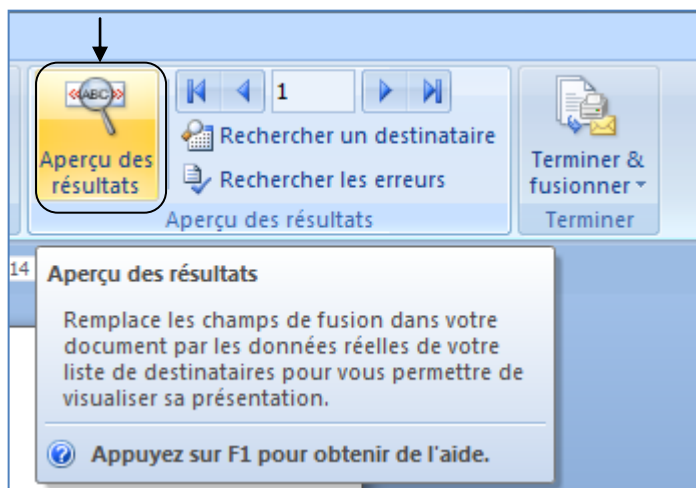 «ABC»
1
Rechercher un destinataire
Rechercher les erreurs
Aperçu des
résultats
Aperçu des résultats
Terminer &
fusionner
Terminer
14
Aperçu des résultats
Remplace les champs de fusion dans votre
document par les données réelles de votre
liste de destinataires pour vous permettre de
visualiser sa présentation.
Appuyez sur F1 pour obtenir de l'aide.